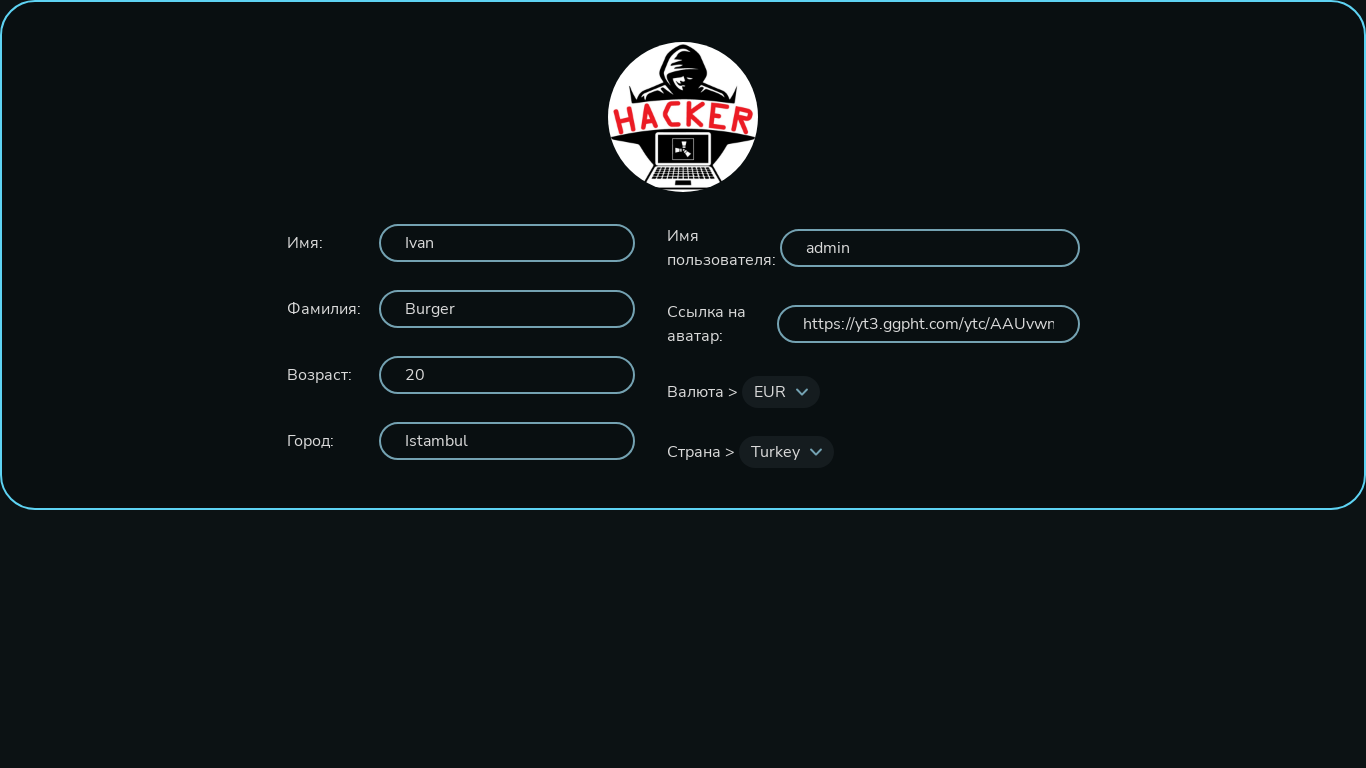 HACKER
Имя:
Ivan
Фамилия:
Burger
Возраст:
20
Город:
Istambul
Имя
пользователя:
admin
Ссылка на
аватар:
https://yt3.ggpht.com/ytc/AAUvwn
Валюта > EUR
Страна > Turkey